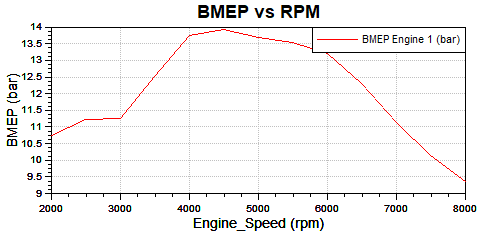 BMEP vs RPM
BMEP Engine 1 (bar)
BMEP (bar)
14
13.5
13
12.5
12
11.5
11
10.5
10
9.5
9
2000 3000 4000 5000 6000 7000 8000
Engine_Speed (rpm)